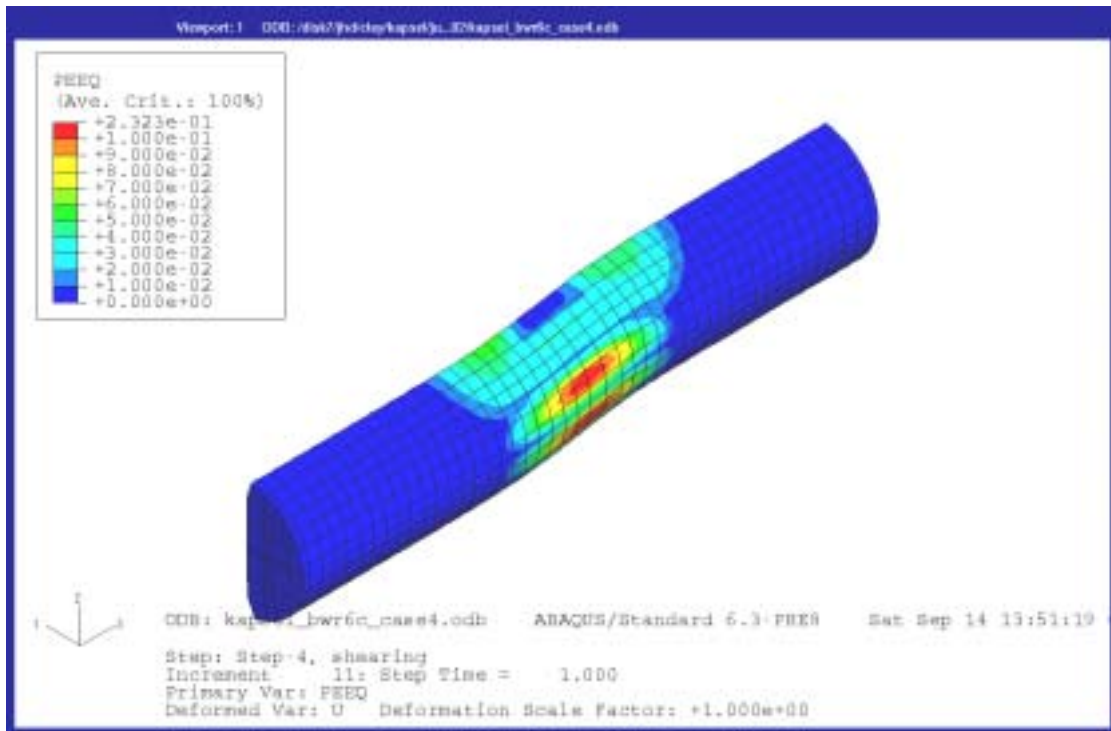 Viewport: 1 ODB:
PEEQ
(Ave. Crit.: 100%)
+2.323e-01
+1.000e-01
+9.000e-02
+8.000e-02
+7.000e-02
+6.000e-02
+5.000e-02
+4.000e-02
+3.000e-02
+2.000e-02
+1.000e-02
+0.000e+00
ODB: ABAQUS/Standard 6.3-PRE8 Sat Sep 14 13:51:19
Step: Step-4, shearing
Increment 11: Step Time = 1.000
Primary Var: PEEQ
Deformed Var: U Deformation Scale Factor: +1.000e+00